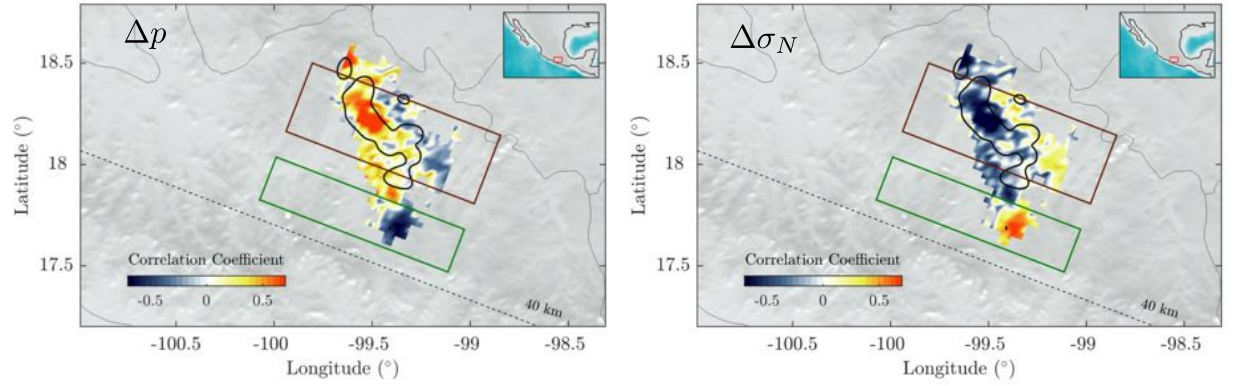 Δp
18.5
18
17.5
Latitude (°)
Correlation Coefficient
-0.5 0 0.5
40 km
-100.5 -100 -99.5 -99 -98.5
Longitude (°)
Δσ_N
18.5
18
17.5
Latitude (°)
Correlation Coefficient
-0.5 0 0.5
40 km
-100.5 -100 -99.5 -99 -98.5
Longitude (°)